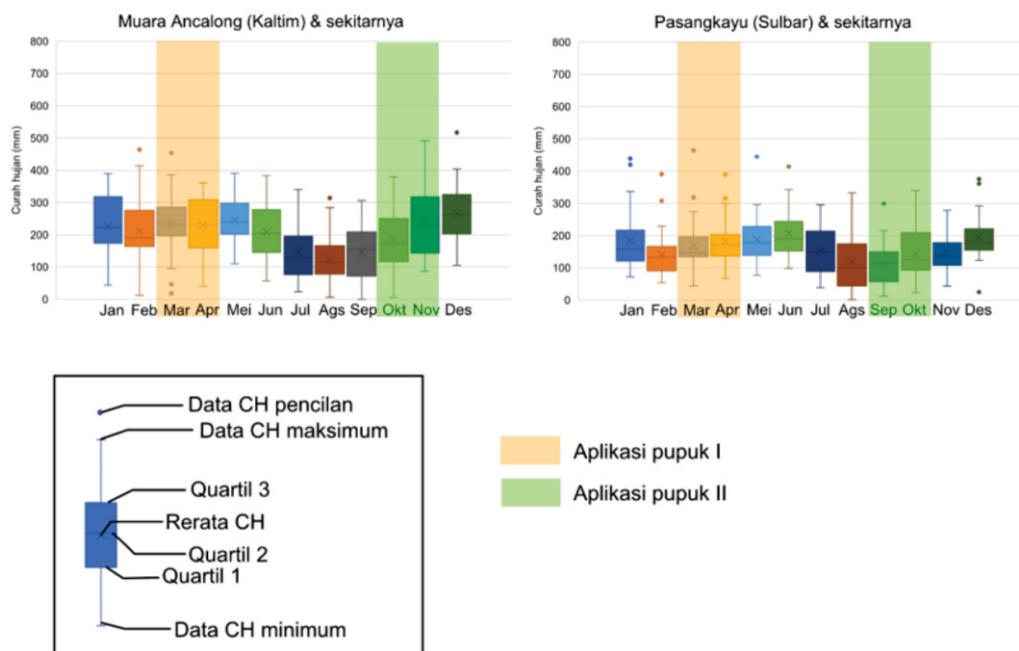 Muara Ancalong (Kaltim) & sekitarnya
Curah hujan (mm)
800
700
600
500
400
300
200
100
0
Jan Feb Mar Apr Mei Jun Jul Ags Sep Okt Nov Des
Pasangkayu (Sulbar) & sekitarnya
Curah hujan (mm)
800
700
600
500
400
300
200
100
0
Jan Feb Mar Apr Mei Jun Jul Ags Sep Okt Nov Des
Data CH pencilan
Data CH maksimum
Quartil 3
Rerata CH
Quartil 2
Quartil 1
Data CH minimum
Aplikasi pupuk I
Aplikasi pupuk II